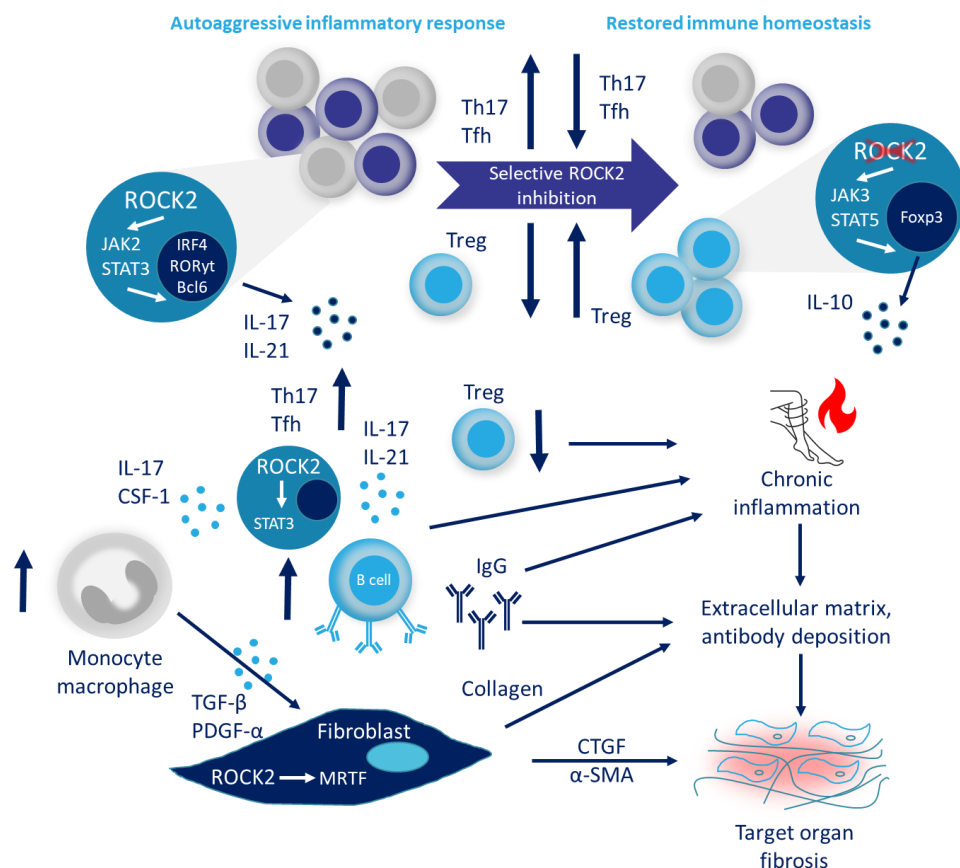 Autoaggressive inflammatory response
Restored immune homeostasis
Th17
Tfh
Th17
Tfh
Selective ROCK2
inhibition
ROCK2
JAK2
STAT3
IRF4
RORyt
Bcl6
Treg
Treg
ROCK2
JAK3
STAT5
Foxp3
IL-17
IL-21
IL-10
Th17
Tfh
Treg
IL-17
IL-21
IL-17
CSF-1
ROCK2
STAT3
Chronic
inflammation
B cell
IgG
Extracellular matrix,
antibody deposition
Monocyte
macrophage
TGF-β
PDGF-α
Collagen
Fibroblast
ROCK2
MRTF
CTGF
α-SMA
Target organ
fibrosis